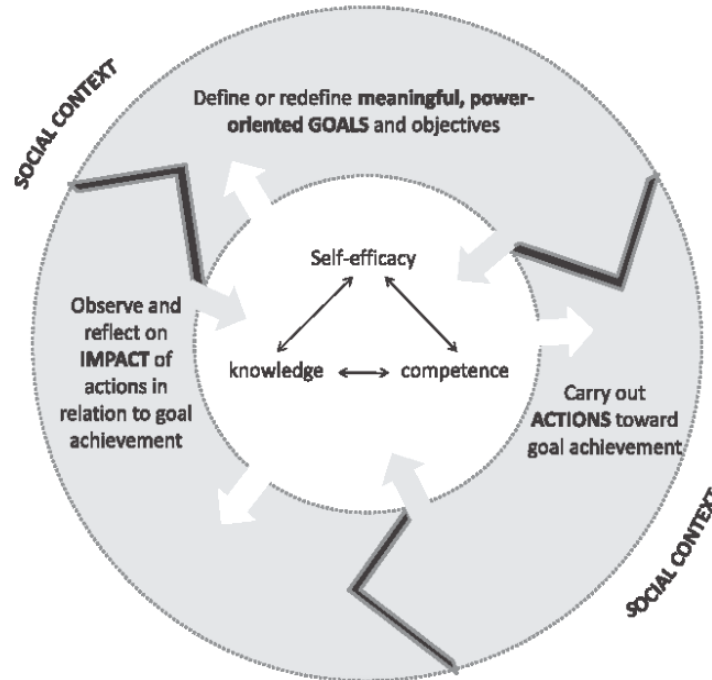 SOCIAL CONTEXT
Define or redefine meaningful, power-
oriented GOALS and objectives
Self-efficacy
knowledge
competence
Observe and
reflect on
IMPACT of
actions in
relation to goal
achievement
Carry out
ACTIONS toward
goal achievement
SOCIAL CONTEXT